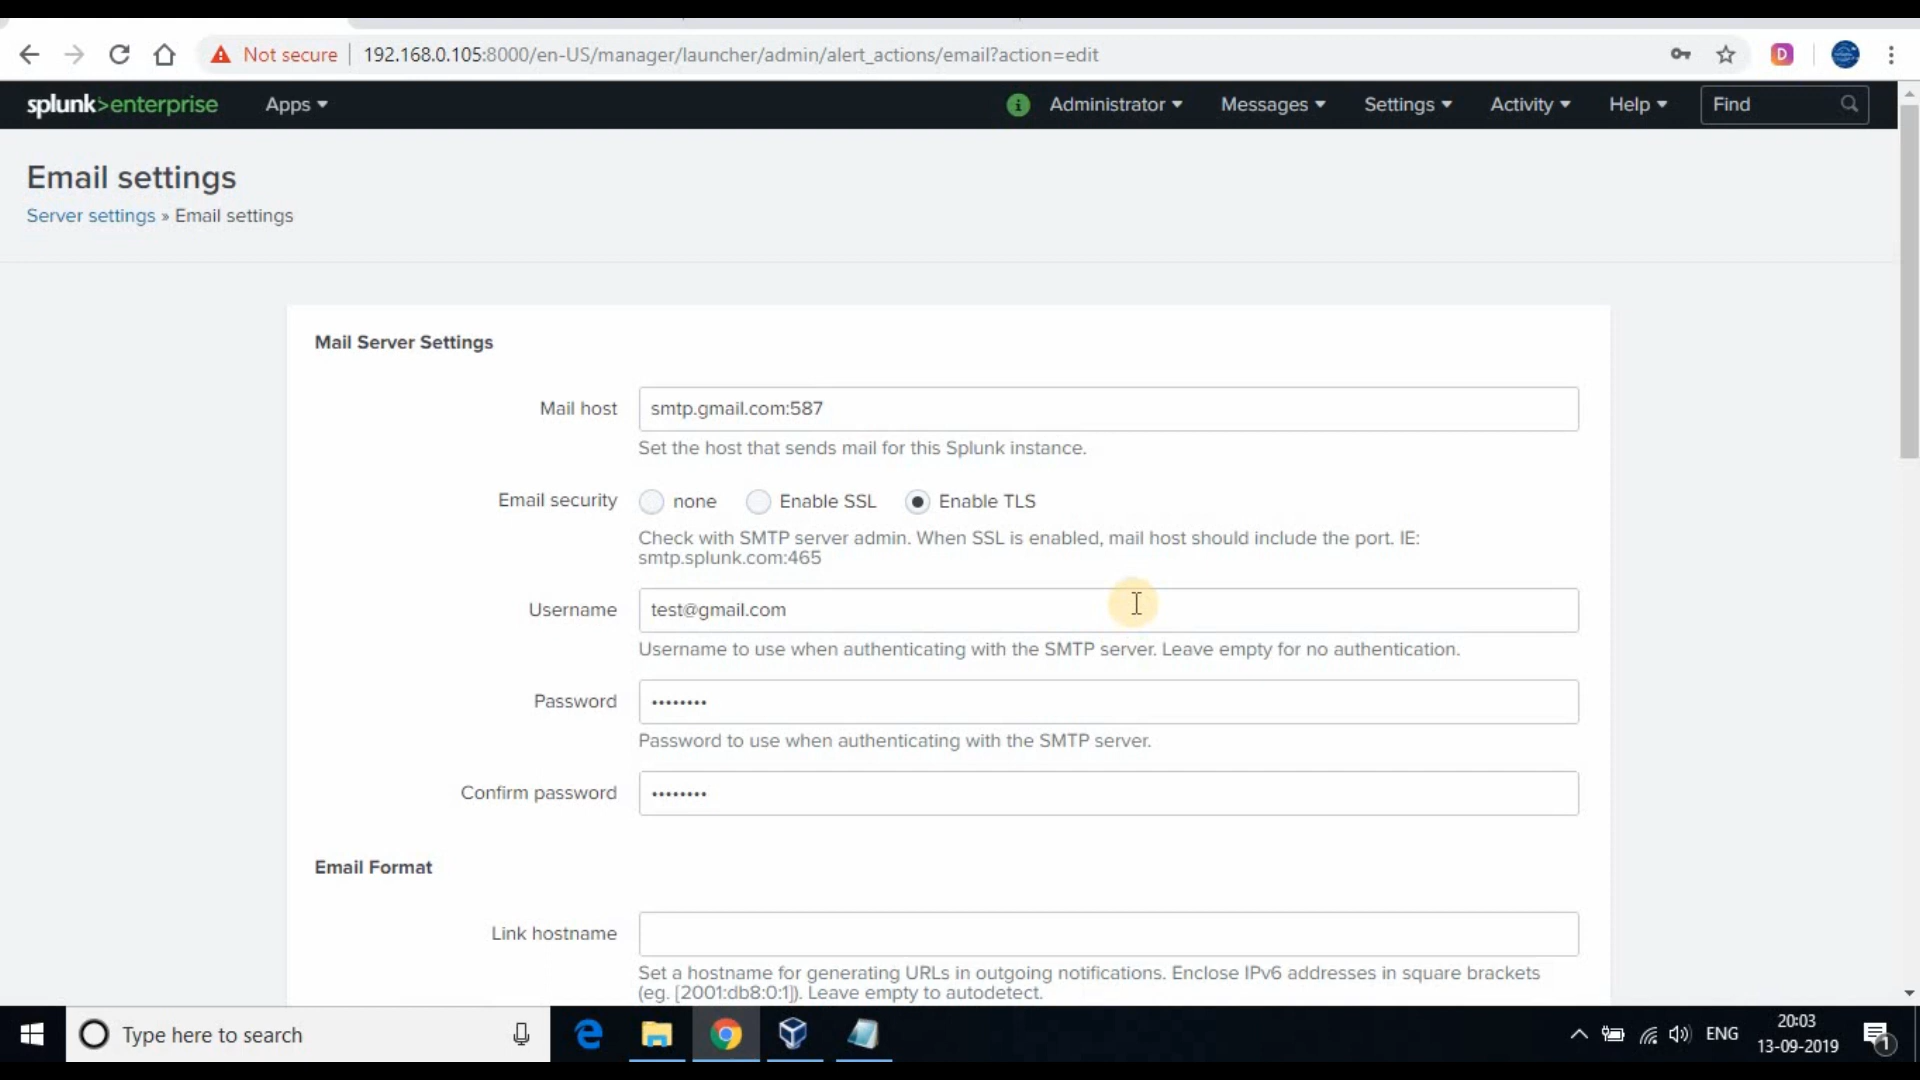 Not secure 192.168.0.105:8000/en-US/manager/launcher/admin/alert_actions/email?action=edit D
splunk>enterprise Apps i Administrator Messages Settings Activity Help Find
Email settings
Server settings » Email settings
Mail Server Settings
Mail host smtp.gmail.com:587
Set the host that sends mail for this Splunk instance.
Email security none Enable SSL Enable TLS
Check with SMTP server admin. When SSL is enabled, mail host should include the port. IE:
smtp.splunk.com:465
Username test@gmail.com
Username to use when authenticating with the SMTP server. Leave empty for no authentication.
Password ••••••••
Password to use when authenticating with the SMTP server.
Confirm password ••••••••
Email Format
Link hostname
Set a hostname for generating URLs in outgoing notifications. Enclose IPv6 addresses in square brackets
(eg. [2001:db8:0:1]). Leave empty to autodetect.
Type here to search ENG 20:03
13-09-2019 1